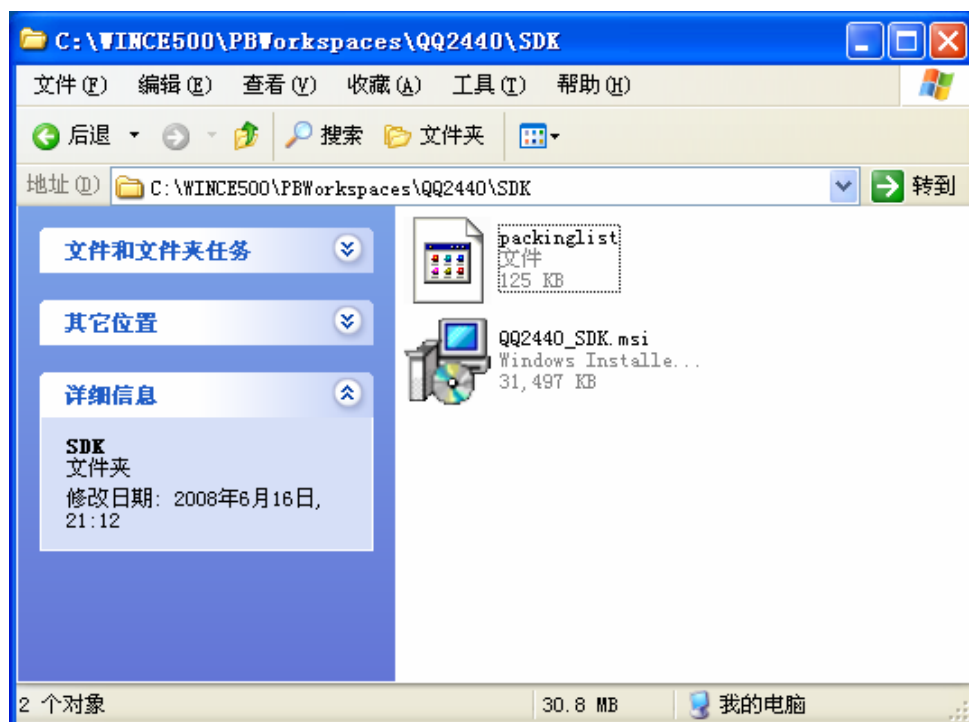 C:\WINCE500\PBWorkspaces\QQ2440\SDK
文件(F) 编辑(E) 查看(V) 收藏(A) 工具(T) 帮助(H)
后退 搜索 文件夹
地址(D) C:\WINCE500\PBWorkspaces\QQ2440\SDK 转到
文件和文件夹任务
其它位置
详细信息
SDK
文件夹
修改日期: 2008年6月16日,
21:12
packinglist
文件
125 KB
QQ2440_SDK.msi
Windows Installe...
31,497 KB
2 个对象 30.8 MB 我的电脑